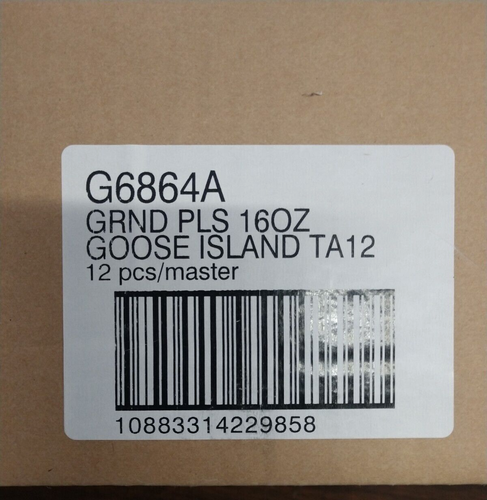 G6864A
GRND PLS 16OZ
GOOSE ISLAND TA12
12 pcs/master
10883314229858